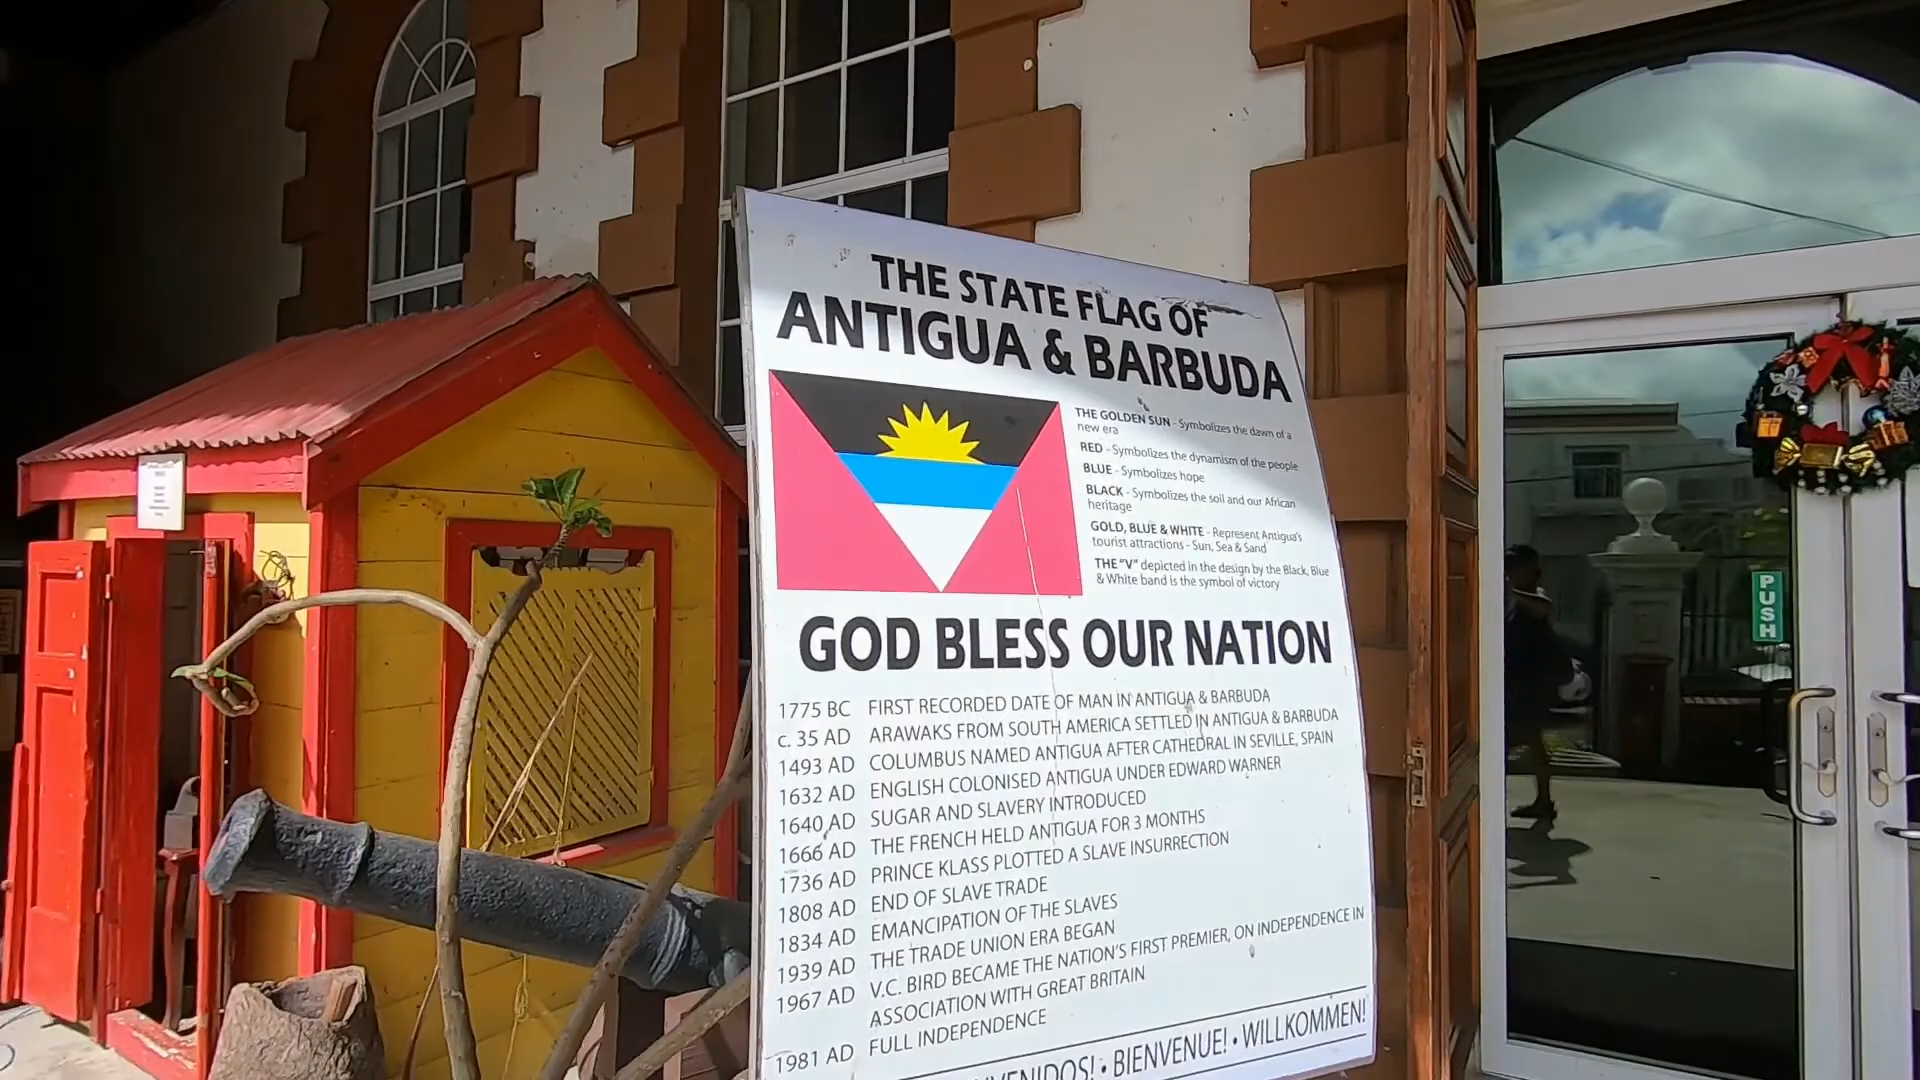 THE STATE FLAG OF
ANTIGUA & BARBUDA
THE GOLDEN SUN - Symbolizes the dawn of a
new era
RED - Symbolizes the dynamism of the people
BLUE - Symbolizes hope
BLACK - Symbolizes the soil and our African
heritage
GOLD, BLUE & WHITE - Represent Antigua's
tourist attractions - Sun, Sea & Sand
THE "V" depicted in the design by the Black, Blue
& White band is the symbol of victory
GOD BLESS OUR NATION
1775 BC FIRST RECORDED DATE OF MAN IN ANTIGUA & BARBUDA
c. 35 AD ARAWAKS FROM SOUTH AMERICA SETTLED IN ANTIGUA & BARBUDA
1493 AD COLUMBUS NAMED ANTIGUA AFTER CATHEDRAL IN SEVILLE, SPAIN
1632 AD ENGLISH COLONISED ANTIGUA UNDER EDWARD WARNER
1640 AD SUGAR AND SLAVERY INTRODUCED
1666 AD THE FRENCH HELD ANTIGUA FOR 3 MONTHS
1736 AD PRINCE KLASS PLOTTED A SLAVE INSURRECTION
1808 AD END OF SLAVE TRADE
1834 AD EMANCIPATION OF THE SLAVES
1939 AD THE TRADE UNION ERA BEGAN
1967 AD V.C. BIRD BECAME THE NATION'S FIRST PREMIER, ON INDEPENDENCE IN
ASSOCIATION WITH GREAT BRITAIN
1981 AD FULL INDEPENDENCE
BIENVENUE! • WILLKOMMEN!
PUSH